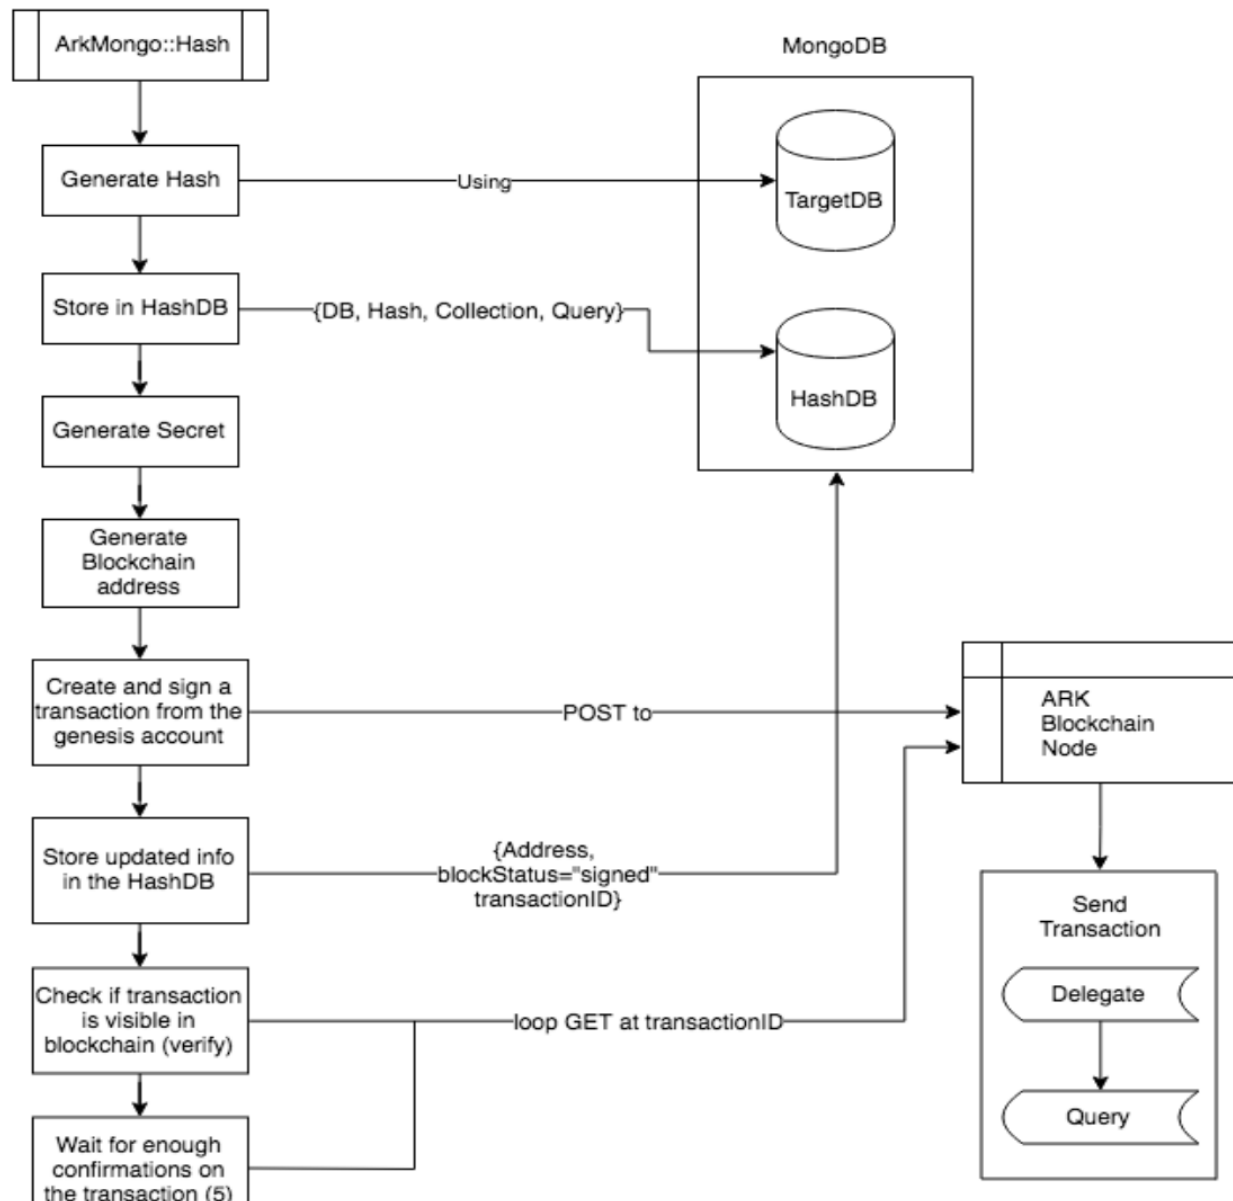 ArkMongo::Hash
MongoDB
Generate Hash
Using
TargetDB
Store in HashDB
{DB, Hash, Collection, Query}
HashDB
Generate Secret
Generate
Blockchain
address
Create and sign a
transaction from the
genesis account
POST to
ARK
Blockchain
Node
Store updated info
in the HashDB
{Address,
blockStatus="signed"
transactionID}
Send
Transaction
Delegate
Query
Check if transaction
is visible in
blockchain (verify)
loop GET at transactionID
Wait for enough
confirmations on
the transaction (5)